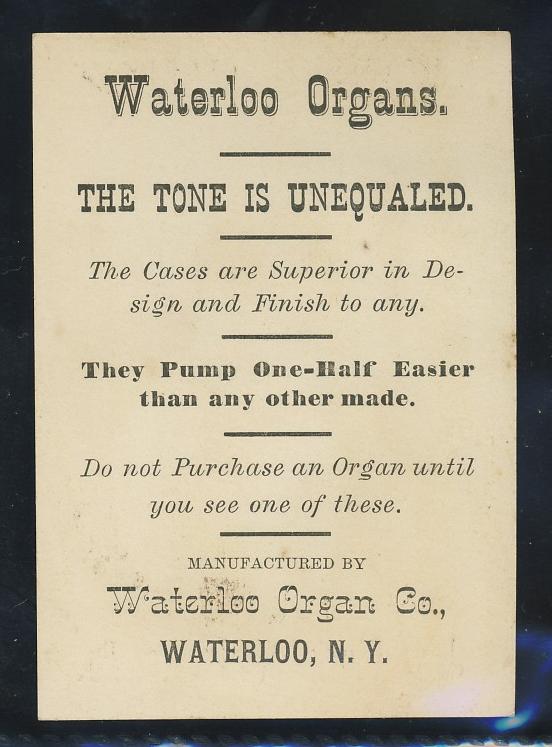 Waterloo Organs.
THE TONE IS UNEQUALED.
The Cases are Superior in De-
sign and Finish to any.
They Pump One-Half Easier
than any other made.
Do not Purchase an Organ until
you see one of these.
MANUFACTURED BY
Waterloo Organ Co.,
WATERLOO, N. Y.